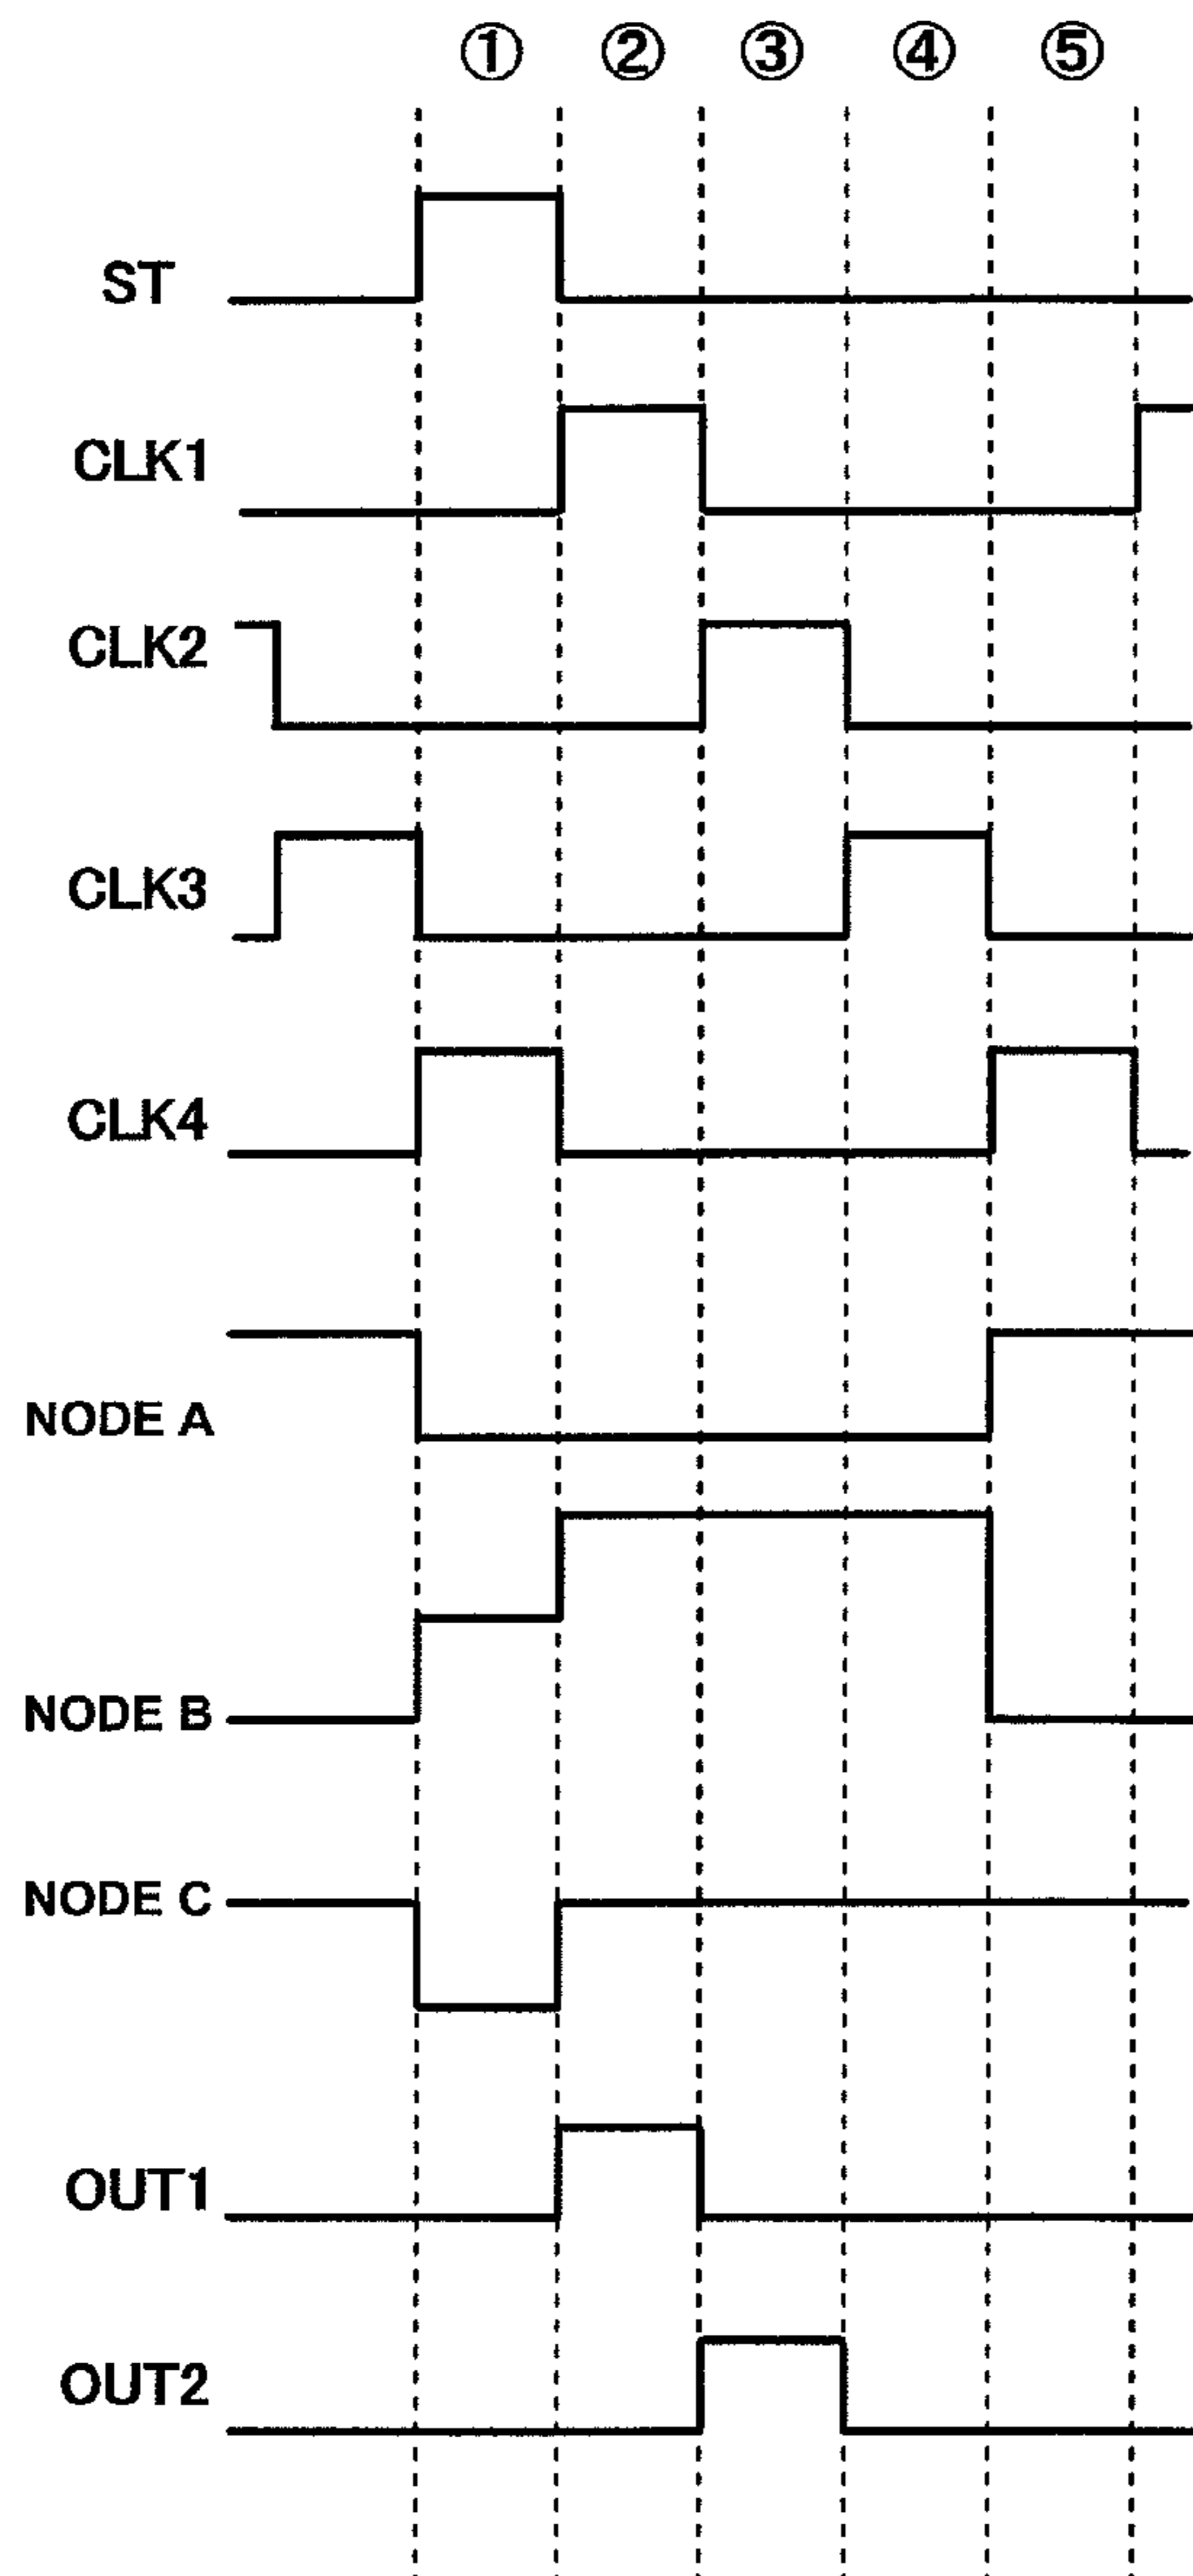 ① ② ③ ④ ⑤
ST
CLK1
CLK2
CLK3
CLK4
NODE A
NODE B
NODE C
OUT1
OUT2